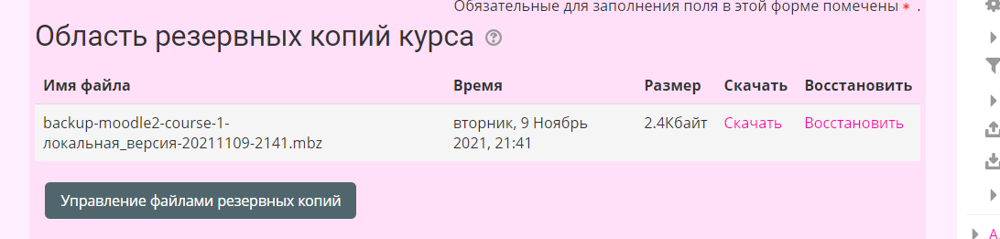 Обязательные для заполнения поля в этой форме помечены * .
Область резервных копий курса ?
Имя файла Время Размер Скачать Восстановить
backup-moodle2-course-1- вторник, 9 Ноябрь 2.4Кбайт Скачать Восстановить
локальная_версия-20211109-2141.mbz 2021, 21:41
Управление файлами резервных копий